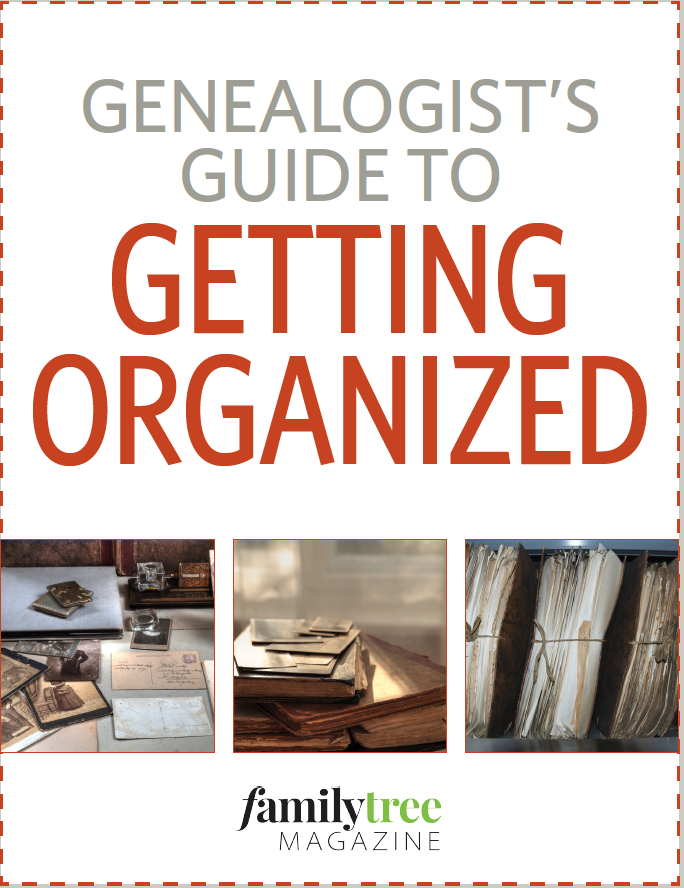 GENEALOGIST'S
GUIDE TO
GETTING
ORGANIZED
familytree
MAGAZINE